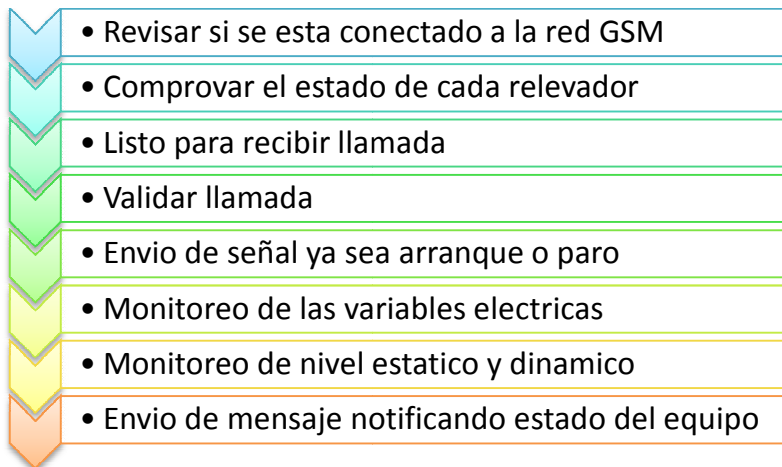 • Revisar si se esta conectado a la red GSM
• Comprovar el estado de cada relevador
• Listo para recibir llamada
• Validar llamada
• Envio de señal ya sea arranque o paro
• Monitoreo de las variables electricas
• Monitoreo de nivel estatico y dinamico
• Envio de mensaje notificando estado del equipo